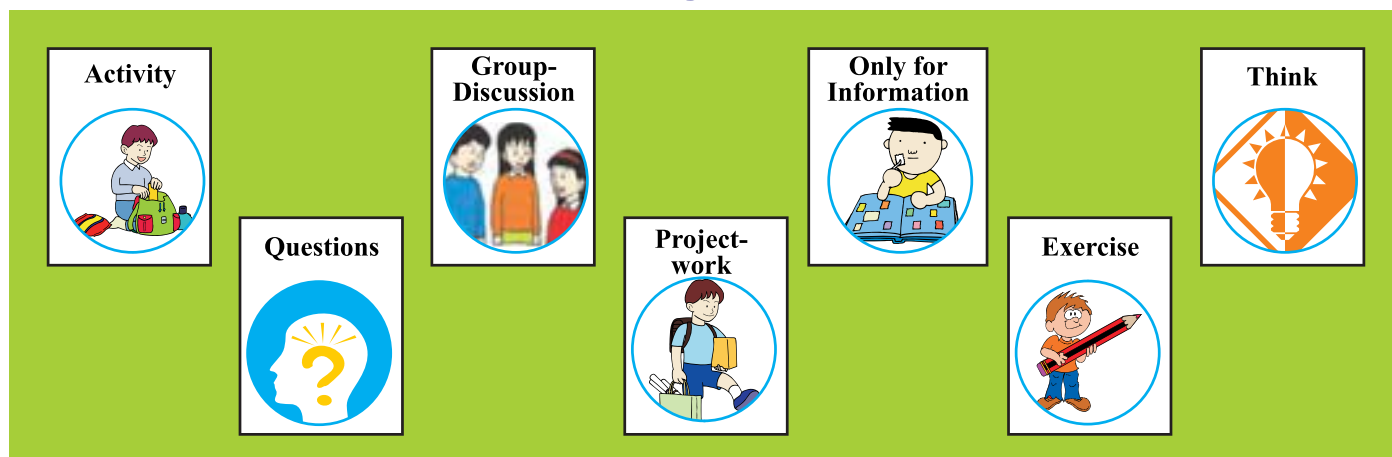 Activity
Questions
Group-
Discussion
Project-
work
Only for
Information
Exercise
Think